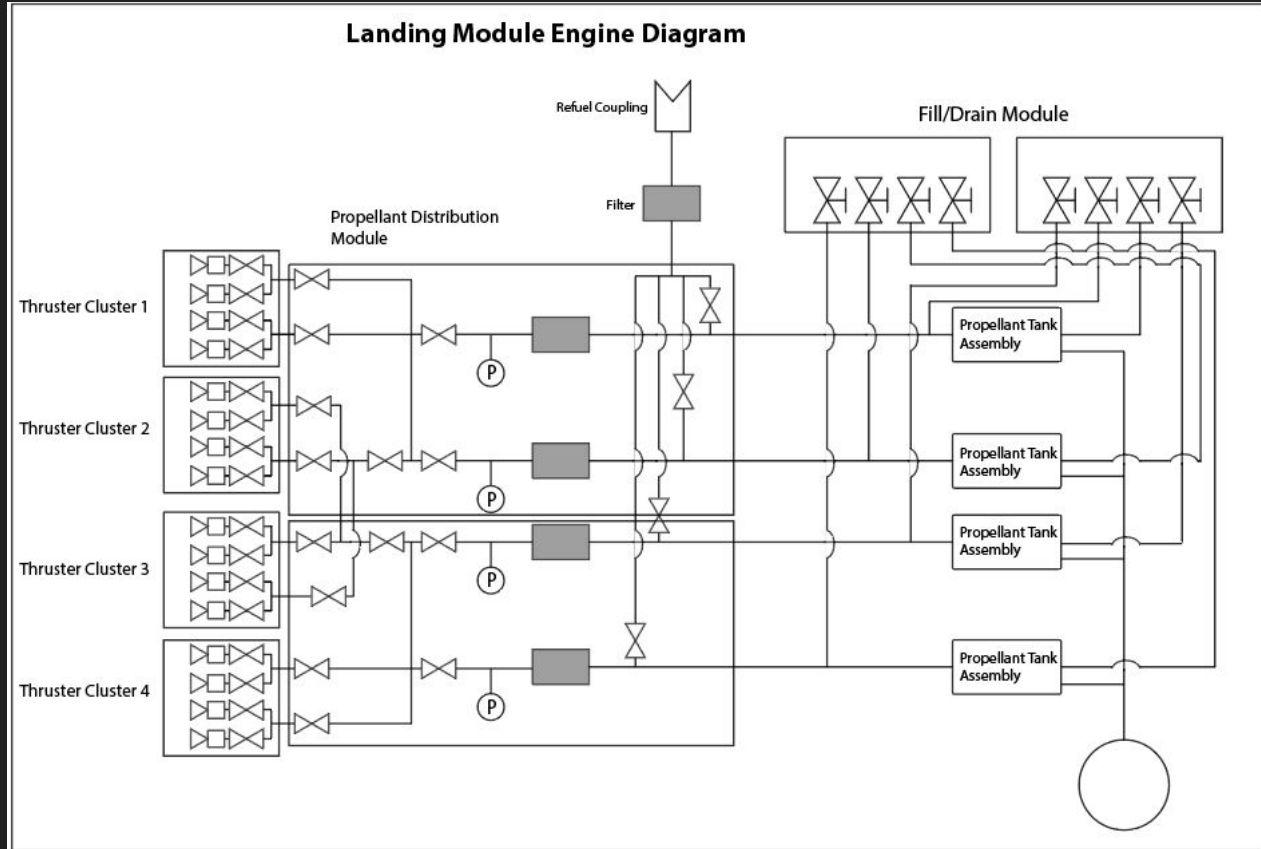 Landing Module Engine Diagram
Refuel Coupling
Fill/Drain Module
Filter
Propellant Distribution
Module
Thruster Cluster 1
Propellant Tank
Assembly
P
Thruster Cluster 2
Propellant Tank
Assembly
P
Thruster Cluster 3
Propellant Tank
Assembly
P
Thruster Cluster 4
Propellant Tank
Assembly
P